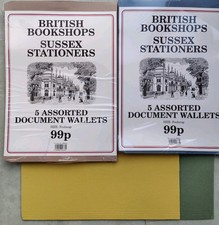 BRITISH
BOOKSHOPS
SUSSEX
STATIONERS
5 ASSORTED
DOCUMENT WALLETS
99p
BRITISH
BOOKSHOPS
SUSSEX
STATIONERS
5 ASSORTED
DOCUMENT WALLETS
99p